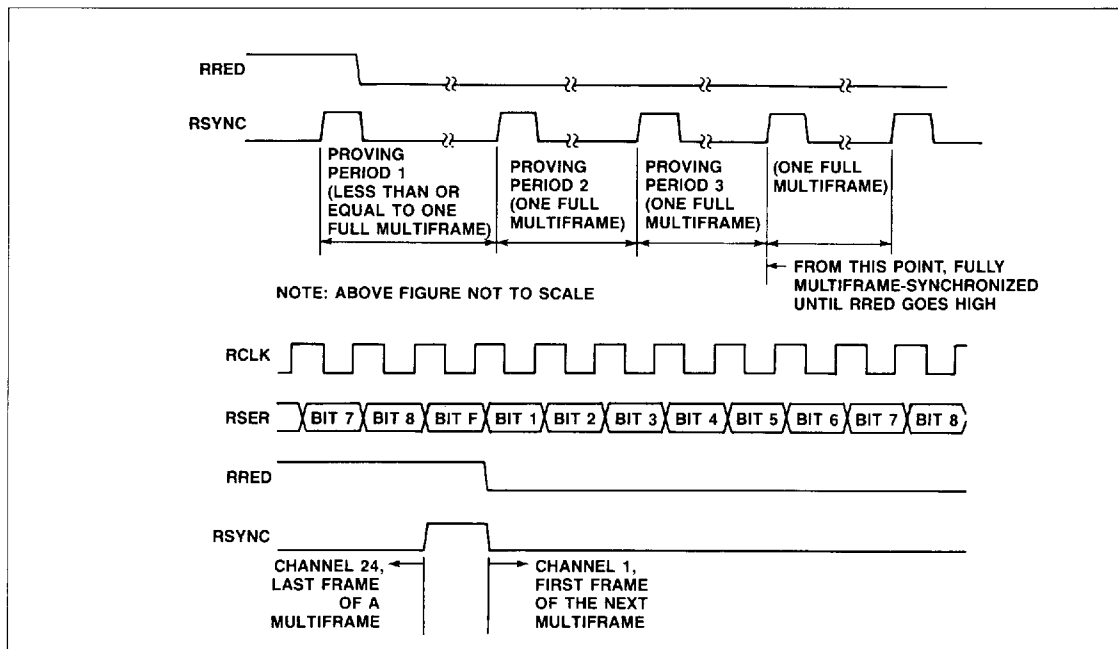 RRED
RSYNC
PROVING
PERIOD 1
(LESS THAN OR
EQUAL TO ONE
FULL MULTIFRAME)
PROVING
PERIOD 2
(ONE FULL
MULTIFRAME)
PROVING
PERIOD 3
(ONE FULL
MULTIFRAME)
(ONE FULL
MULTIFRAME)
FROM THIS POINT, FULLY
MULTIFRAME-SYNCHRONIZED
UNTIL RRED GOES HIGH
NOTE: ABOVE FIGURE NOT TO SCALE
RCLK
RSER BIT 7 BIT 8 BIT F BIT 1 BIT 2 BIT 3 BIT 4 BIT 5 BIT 6 BIT 7 BIT 8
RRED
RSYNC
CHANNEL 24,
LAST FRAME
OF A
MULTIFRAME
CHANNEL 1,
FIRST FRAME
OF THE NEXT
MULTIFRAME